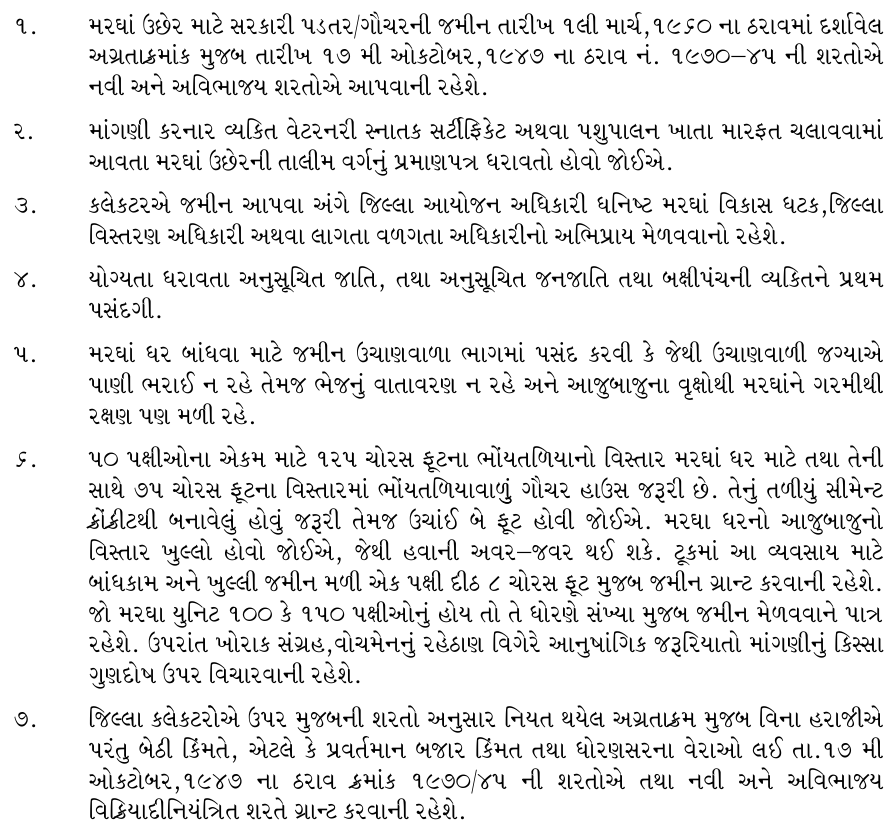 ૧. મરઘાં ઉછેર માટે સરકારી પડતર/ગૌચરની જમીન તારીખ ૧લી માર્ચ,૧૯૬૦ ના ઠરાવમાં દર્શાવેલ
અગ્રતાક્રમાંક મુજબ તારીખ ૧૭ મી ઓકટોબર,૧૯૪૭ ના ઠરાવ નં. ૧૯૭૦–૪૫ ની શરતોએ
નવી અને અવિભાજય શરતોએ આપવાની રહેશે.
ર. માંગણી કરનાર વ્યકિત વેટરનરી સ્નાતક સર્ટીફિકેટ અથવા પશુપાલન ખાતા મારફત ચલાવવામાં
આવતા મરઘાં ઉછેરની તાલીમ વર્ગનું પ્રમાણપત્ર ધરાવતો હોવો જોઈએ.
૩. કલેકટરએ જમીન આપવા અંગે જિલ્લા આયોજન અધિકારી ધનિષ્ટ મરઘાં વિકાસ ધટક,જિલ્લા
વિસ્તરણ અધિકારી અથવા લાગતા વળગતા અધિકારીનો અભિપ્રાય મેળવવાનો રહેશે.
૪. યોગ્યતા ધરાવતા અનુસૂચિત જાતિ, તથા અનુસૂચિત જનજાતિ તથા બક્ષીપંચની વ્યકિતને પ્રથમ
પસંદગી.
૫. મરઘાં ધર બાંધવા માટે જમીન ઉચાણવાળા ભાગમાં પસંદ કરવી કે જેથી ઉચાણવાળી જગ્યાએ
પાણી ભરાઈ ન રહે તેમજ ભેજનું વાતાવરણ ન રહે અને આજુબાજુના વૃક્ષોથી મરઘાંને ગરમીથી
રક્ષણ પણ મળી રહે.
૬. ૫૦ પક્ષીઓના એકમ માટે ૧૨૫ ચોરસ ફૂટના ભોંયતળિયાનો વિસ્તાર મરઘાં ધર માટે તથા તેની
સાથે ૭૫ ચોરસ ફૂટના વિસ્તારમાં ભોંયતળિયાવાળું ગૌચર હાઉસ જરૂરી છે. તેનું તળીયું સીમેન્ટ
ક્રોંક્રીટથી બનાવેલું હોવું જરૂરી તેમજ ઉચાંઈ બે ફૂટ હોવી જોઈએ. મરઘા ધરનો આજુબાજુનો
વિસ્તાર ખુલ્લો હોવો જોઈએ, જેથી હવાની અવર–જવર થઈ શકે. ટૂકમાં આ વ્યવસાય માટે
બાંધકામ અને ખુલ્લી જમીન મળી એક પક્ષી દીઠ ૮ ચોરસ ફૂટ મુજબ જમીન ગ્રાન્ટ કરવાની રહેશે.
જો મરઘા યુનિટ ૧૦૦ કે ૧૫૦ પક્ષીઓનું હોય તો તે ધોરણે સંખ્યા મુજબ જમીન મેળવવાને પાત્ર
રહેશે. ઉપરાંત ખોરાક સંગ્રહ,વોચમેનનું રહેઠાણ વિગેરે આનુષાંગિક જરૂરિયાતો માંગણીનું કિસ્સા
ગુણદોષ ઉપર વિચારવાની રહેશે.
૭. જિલ્લા કલેકટરોએ ઉપર મુજબની શરતો અનુસાર નિયત થયેલ અગ્રતાક્રમ મુજબ વિના હરાજીએ
પરંતુ બેઠી કિંમતે, એટલે કે પ્રવર્તમાન બજાર કિંમત તથા ધોરણસરના વેરાઓ લઈ તા.૧૭ મી
ઓકટોબર,૧૯૪૭ ના ઠરાવ ક્રમાંક ૧૯૭૦/૪૫ ની શરતોએ તથા નવી અને અવિભાજય
વિક્રિયાદીનિયંત્રિત શરતે ગ્રાન્ટ કરવાની રહેશે.